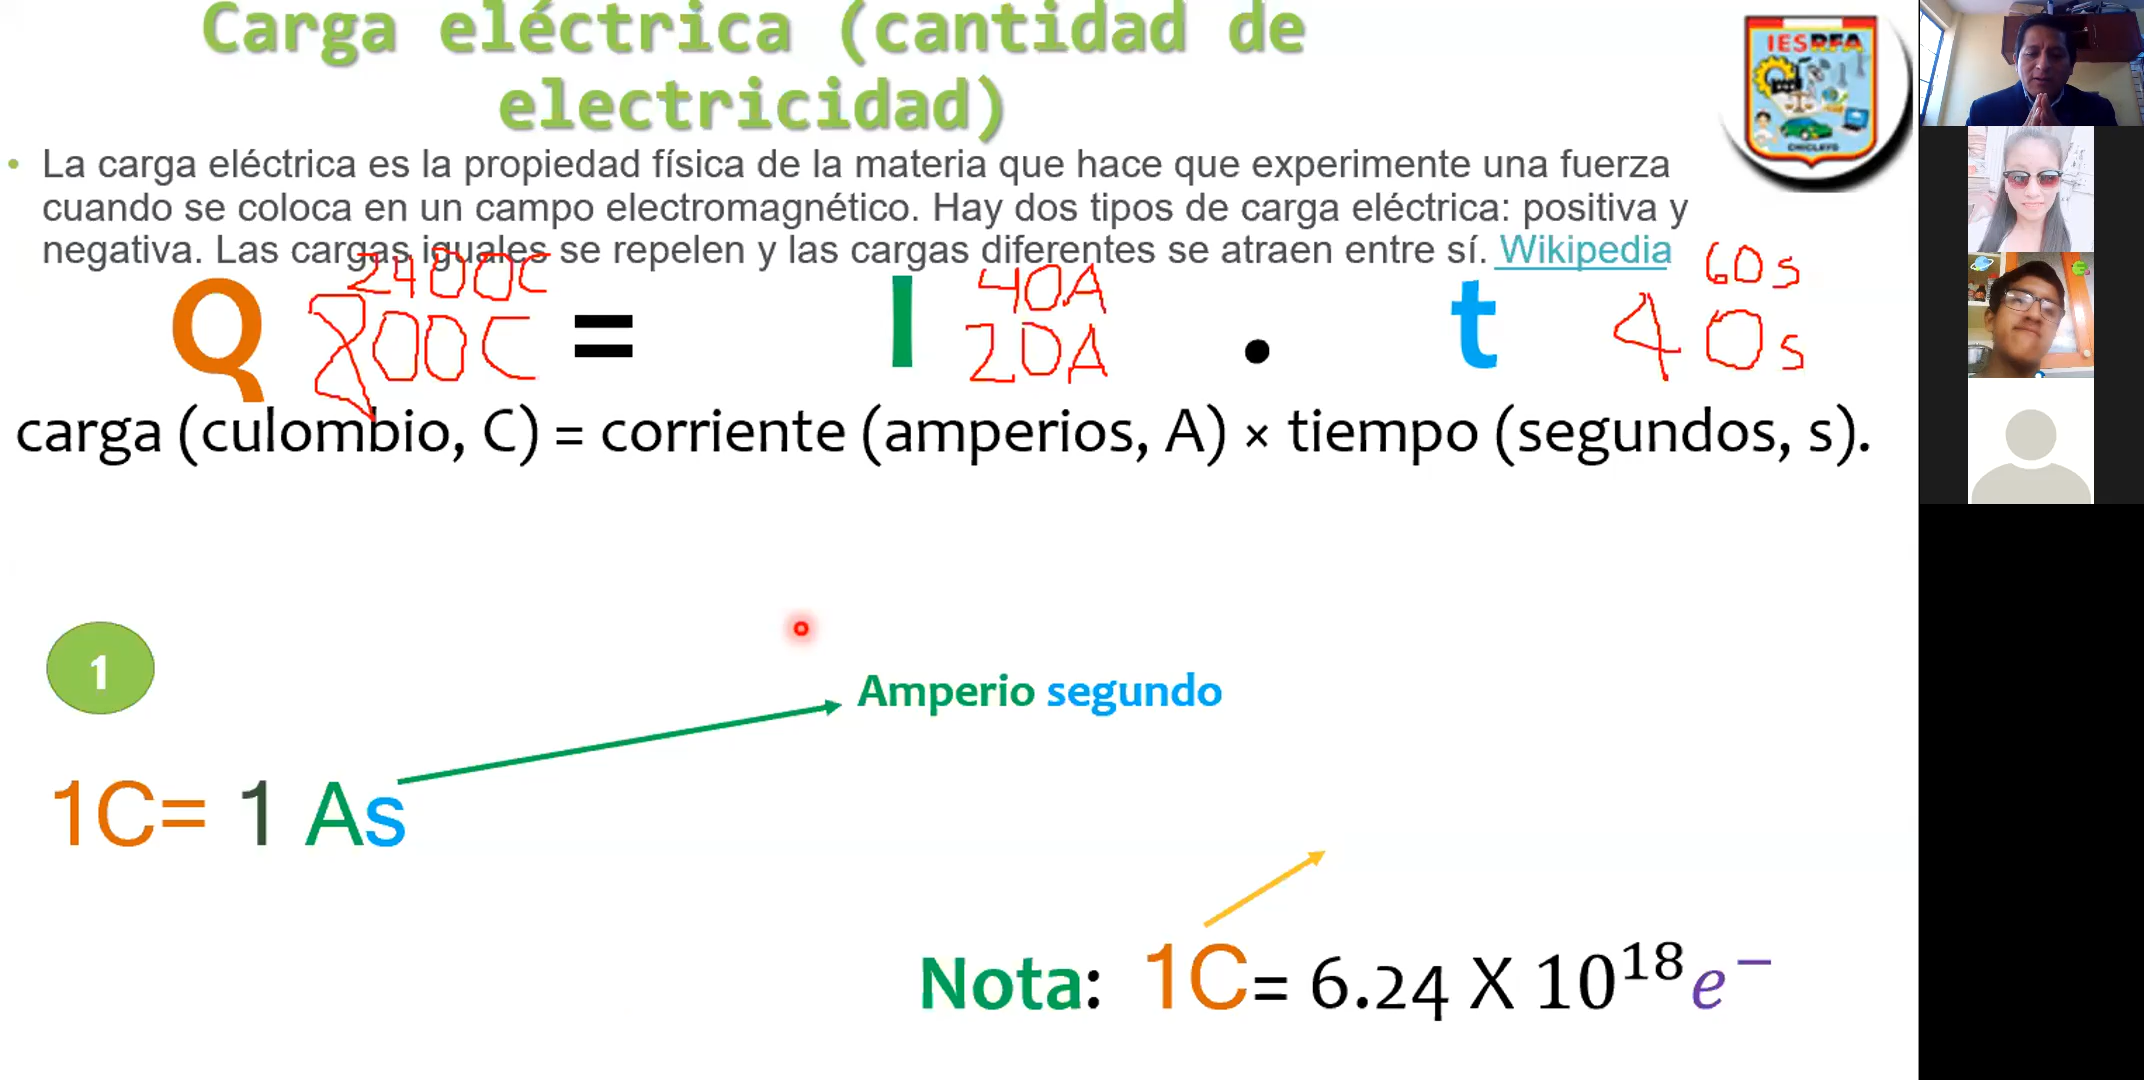 Carga eléctrica (cantidad de
electricidad)
IESRFA
CHICLAYO
• La carga eléctrica es la propiedad física de la materia que hace que experimente una fuerza
cuando se coloca en un campo electromagnético. Hay dos tipos de carga eléctrica: positiva y
negativa. Las cargas iguales se repelen y las cargas diferentes se atraen entre sí. Wikipedia
2400C 40A 60s
Q 800C = I 20A . t 40s
carga (culombio, C) = corriente (amperios, A) × tiempo (segundos, s).
1
Amperio segundo
1C= 1 As
Nota: 1C= 6.24 X 10¹⁸e⁻